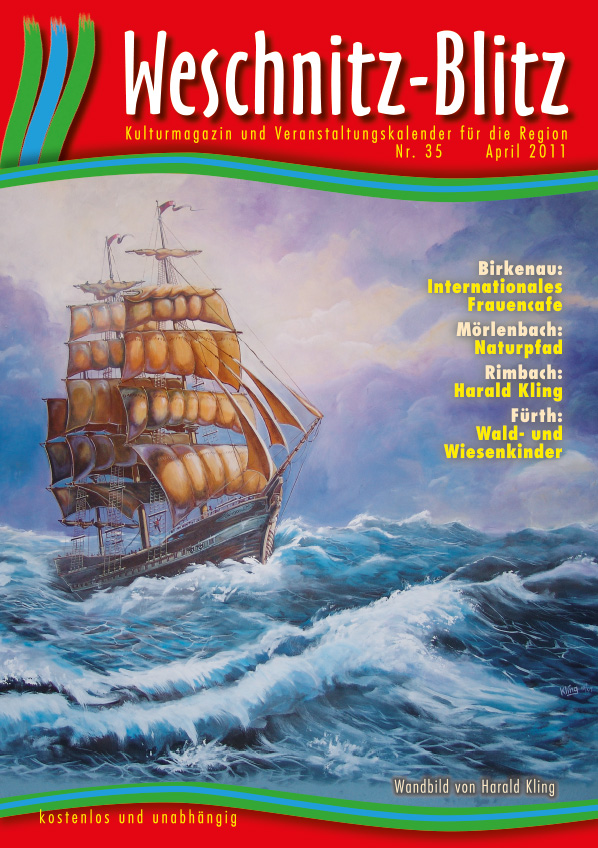 Weschnitz-Blitz
Kulturmagazin und Veranstaltungskalender für die Region
Nr. 35 April 2011
Birkenau:
Internationales
Frauencafe
Mörlenbach:
Naturpfad
Rimbach:
Harald Kling
Fürth:
Wald- und
Wiesenkinder
Kling
Wandbild von Harald Kling
kostenlos und unabhängig